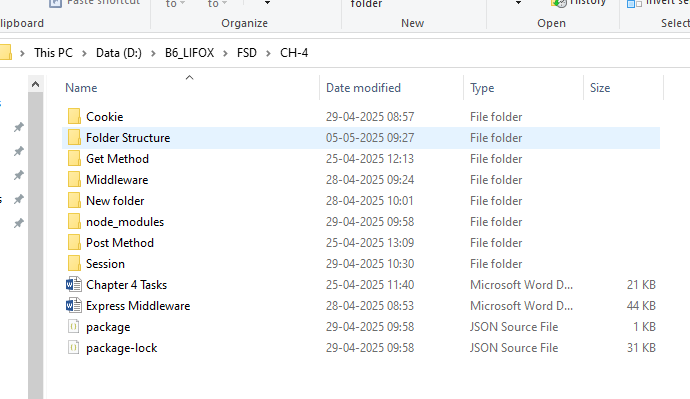 Paste shortcut
to
to
folder
History
Invert se
lipboard
Organize
New
Open
Select
This PC > Data (D:) > B6_LIFOX > FSD > CH-4
Name Date modified Type Size
Cookie 29-04-2025 08:57 File folder
Folder Structure 05-05-2025 09:27 File folder
Get Method 25-04-2025 12:13 File folder
Middleware 28-04-2025 09:24 File folder
New folder 28-04-2025 10:01 File folder
node_modules 29-04-2025 09:58 File folder
Post Method 25-04-2025 13:09 File folder
Session 29-04-2025 10:30 File folder
Chapter 4 Tasks 25-04-2025 11:40 Microsoft Word D... 21 KB
Express Middleware 28-04-2025 08:53 Microsoft Word D... 44 KB
package 29-04-2025 09:58 JSON Source File 1 KB
package-lock 29-04-2025 09:58 JSON Source File 31 KB